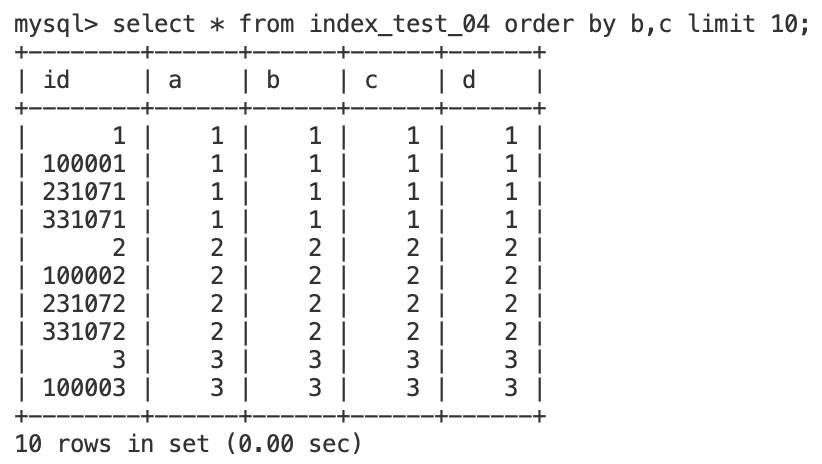 mysql> select * from index_test_04 order by b,c limit 10;
+--------+------+------+------+------+
| id     | a    | b    | c    | d    |
+--------+------+------+------+------+
|      1 |    1 |    1 |    1 |    1 |
| 100001 |    1 |    1 |    1 |    1 |
| 231071 |    1 |    1 |    1 |    1 |
| 331071 |    1 |    1 |    1 |    1 |
|      2 |    2 |    2 |    2 |    2 |
| 100002 |    2 |    2 |    2 |    2 |
| 231072 |    2 |    2 |    2 |    2 |
| 331072 |    2 |    2 |    2 |    2 |
|      3 |    3 |    3 |    3 |    3 |
| 100003 |    3 |    3 |    3 |    3 |
+--------+------+------+------+------+
10 rows in set (0.00 sec)